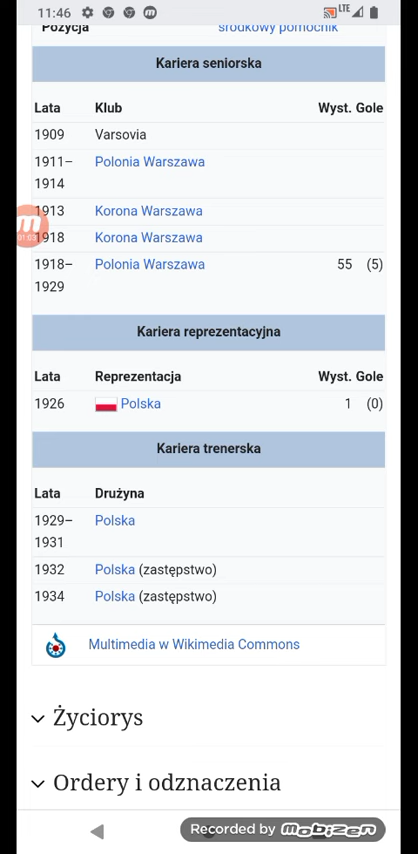 11:46 LTE
Pozycja środkowy pomocnik
Kariera seniorska
Lata Klub Wyst. Gole
1909 Varsovia
1911– Polonia Warszawa
1914
1913 Korona Warszawa
1918 Korona Warszawa
1918– Polonia Warszawa 55 (5)
1929
Kariera reprezentacyjna
Lata Reprezentacja Wyst. Gole
1926 Polska 1 (0)
Kariera trenerska
Lata Drużyna
1929– Polska
1931
1932 Polska (zastępstwo)
1934 Polska (zastępstwo)
Multimedia w Wikimedia Commons
Życiorys
Ordery i odznaczenia
Recorded by mobizen